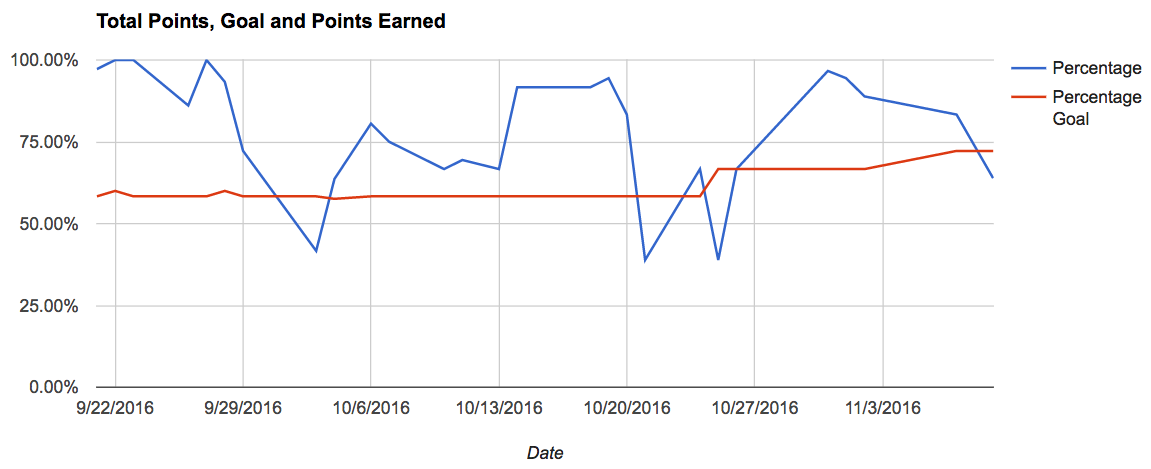 Total Points, Goal and Points Earned
100.00%
75.00%
50.00%
25.00%
0.00%
9/22/2016 9/29/2016 10/6/2016 10/13/2016 10/20/2016 10/27/2016 11/3/2016
Date
Percentage
Percentage
Goal